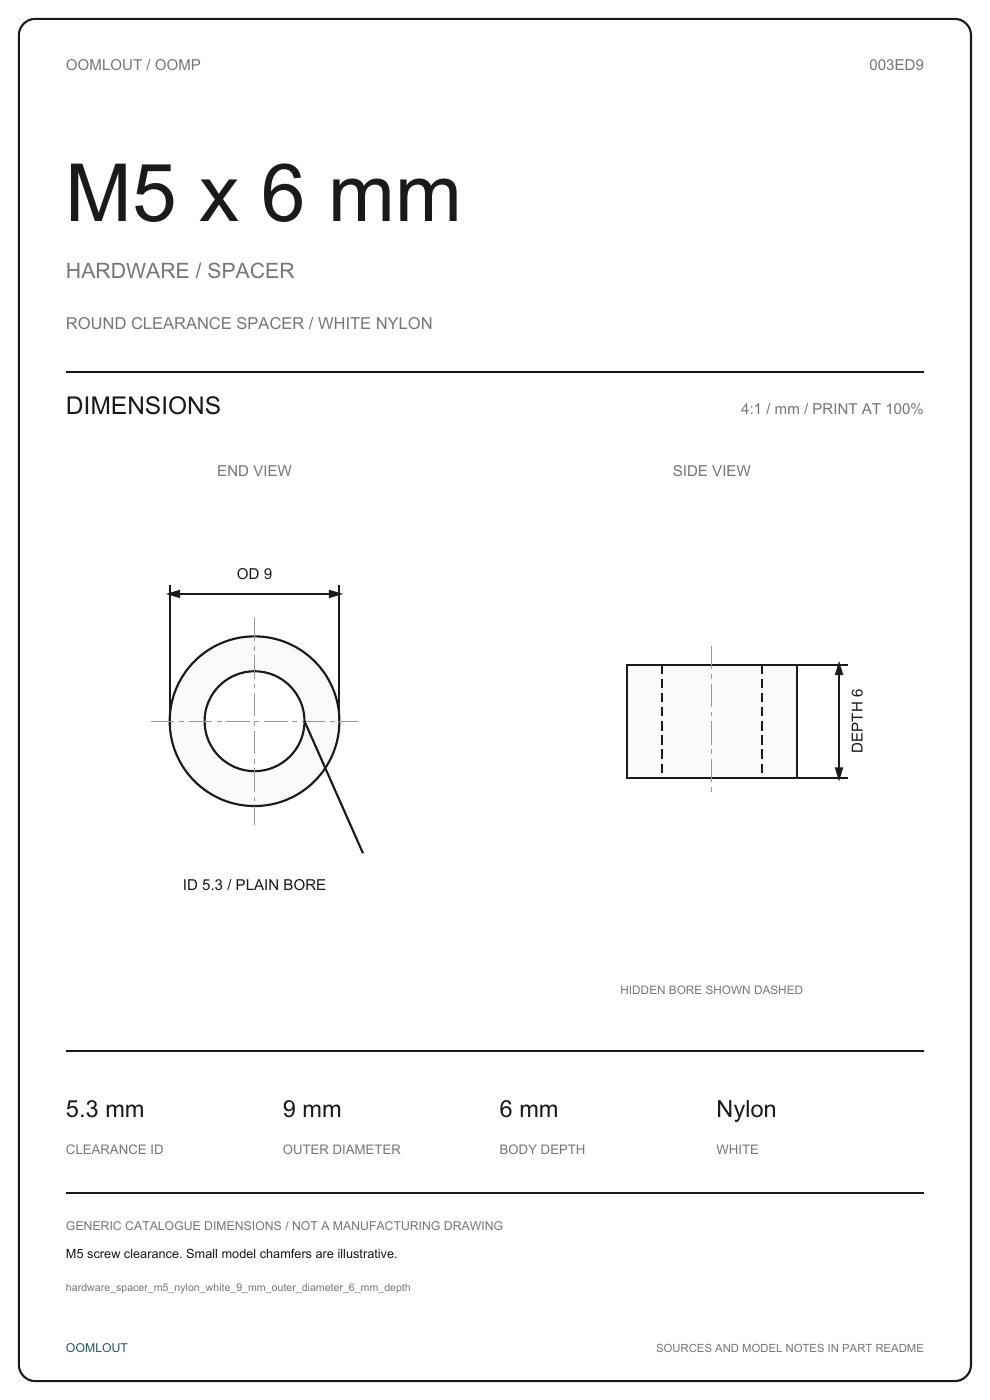 OOMLOUT / OOMP
003ED9
M5 x 6 mm
HARDWARE / SPACER
ROUND CLEARANCE SPACER / WHITE NYLON
DIMENSIONS
4:1 / mm / PRINT AT 100%
END VIEW
SIDE VIEW
OD 9
DEPTH 6
ID 5.3 / PLAIN BORE
HIDDEN BORE SHOWN DASHED
5.3 mm
CLEARANCE ID
9 mm
OUTER DIAMETER
6 mm
BODY DEPTH
Nylon
WHITE
GENERIC CATALOGUE DIMENSIONS / NOT A MANUFACTURING DRAWING
M5 screw clearance. Small model chamfers are illustrative.
hardware_spacer_m5_nylon_white_9_mm_outer_diameter_6_mm_depth
OOMLOUT
SOURCES AND MODEL NOTES IN PART README